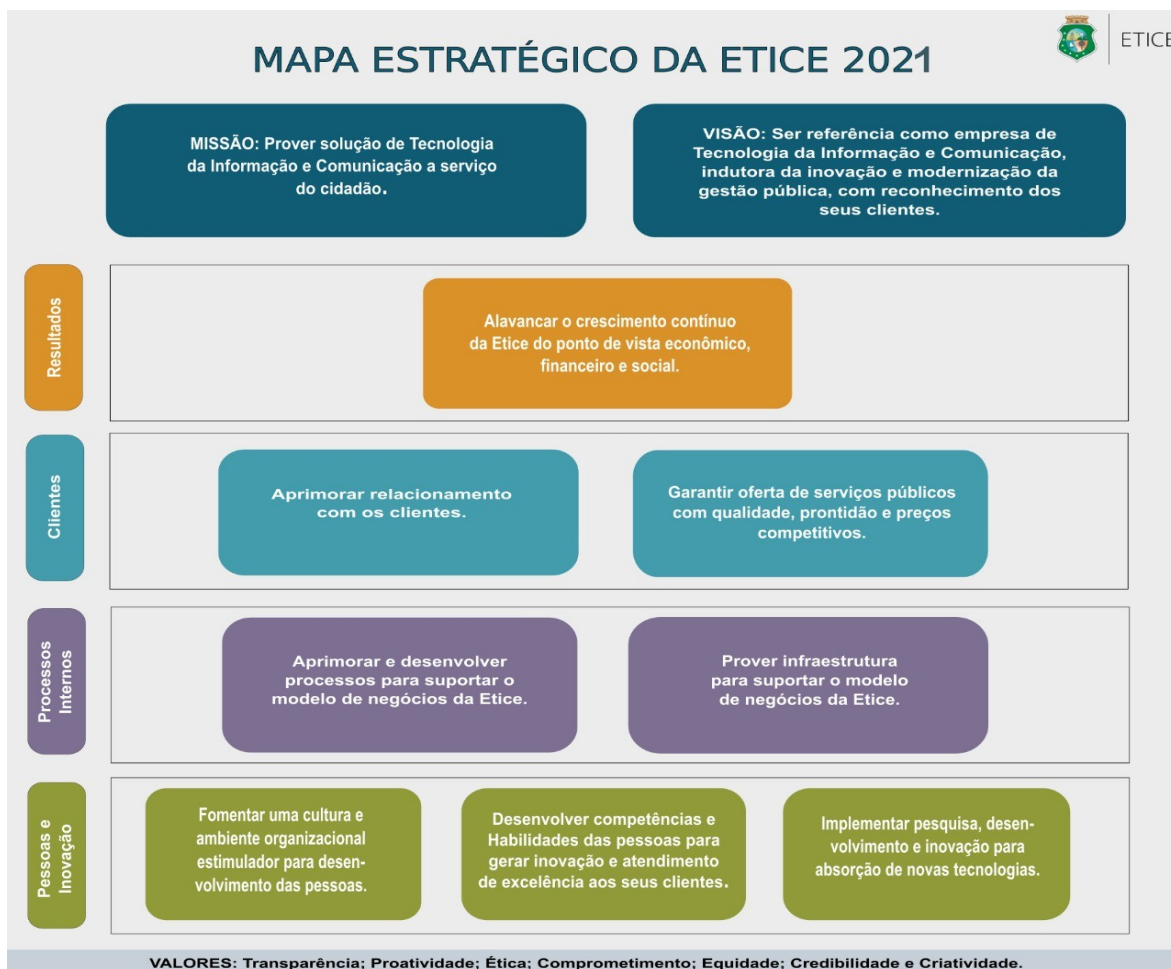 ETICE
MAPA ESTRATÉGICO DA ETICE 2021
MISSÃO: Prover solução de Tecnologia
da Informação e Comunicação a serviço
do cidadão.
VISÃO: Ser referência como empresa de
Tecnologia da Informação e Comunicação,
indutora da inovação e modernização da
gestão pública, com reconhecimento dos
seus clientes.
Resultados
Alavancar o crescimento contínuo
da Etice do ponto de vista econômico,
financeiro e social.
Clientes
Aprimorar relacionamento
com os clientes.
Garantir oferta de serviços públicos
com qualidade, prontidão e preços
competitivos.
Processos
Internos
Aprimorar e desenvolver
processos para suportar o
modelo de negócios da Etice.
Prover infraestrutura
para suportar o modelo
de negócios da Etice.
Pessoas e
Inovação
Fomentar uma cultura e
ambiente organizacional
estimulador para desen-
volvimento das pessoas.
Desenvolver competências e
Habilidades das pessoas para
gerar inovação e atendimento
de excelência aos seus clientes.
Implementar pesquisa, desen-
volvimento e inovação para
absorção de novas tecnologias.
VALORES: Transparência; Proatividade; Ética; Comprometimento; Equidade; Credibilidade e Criatividade.